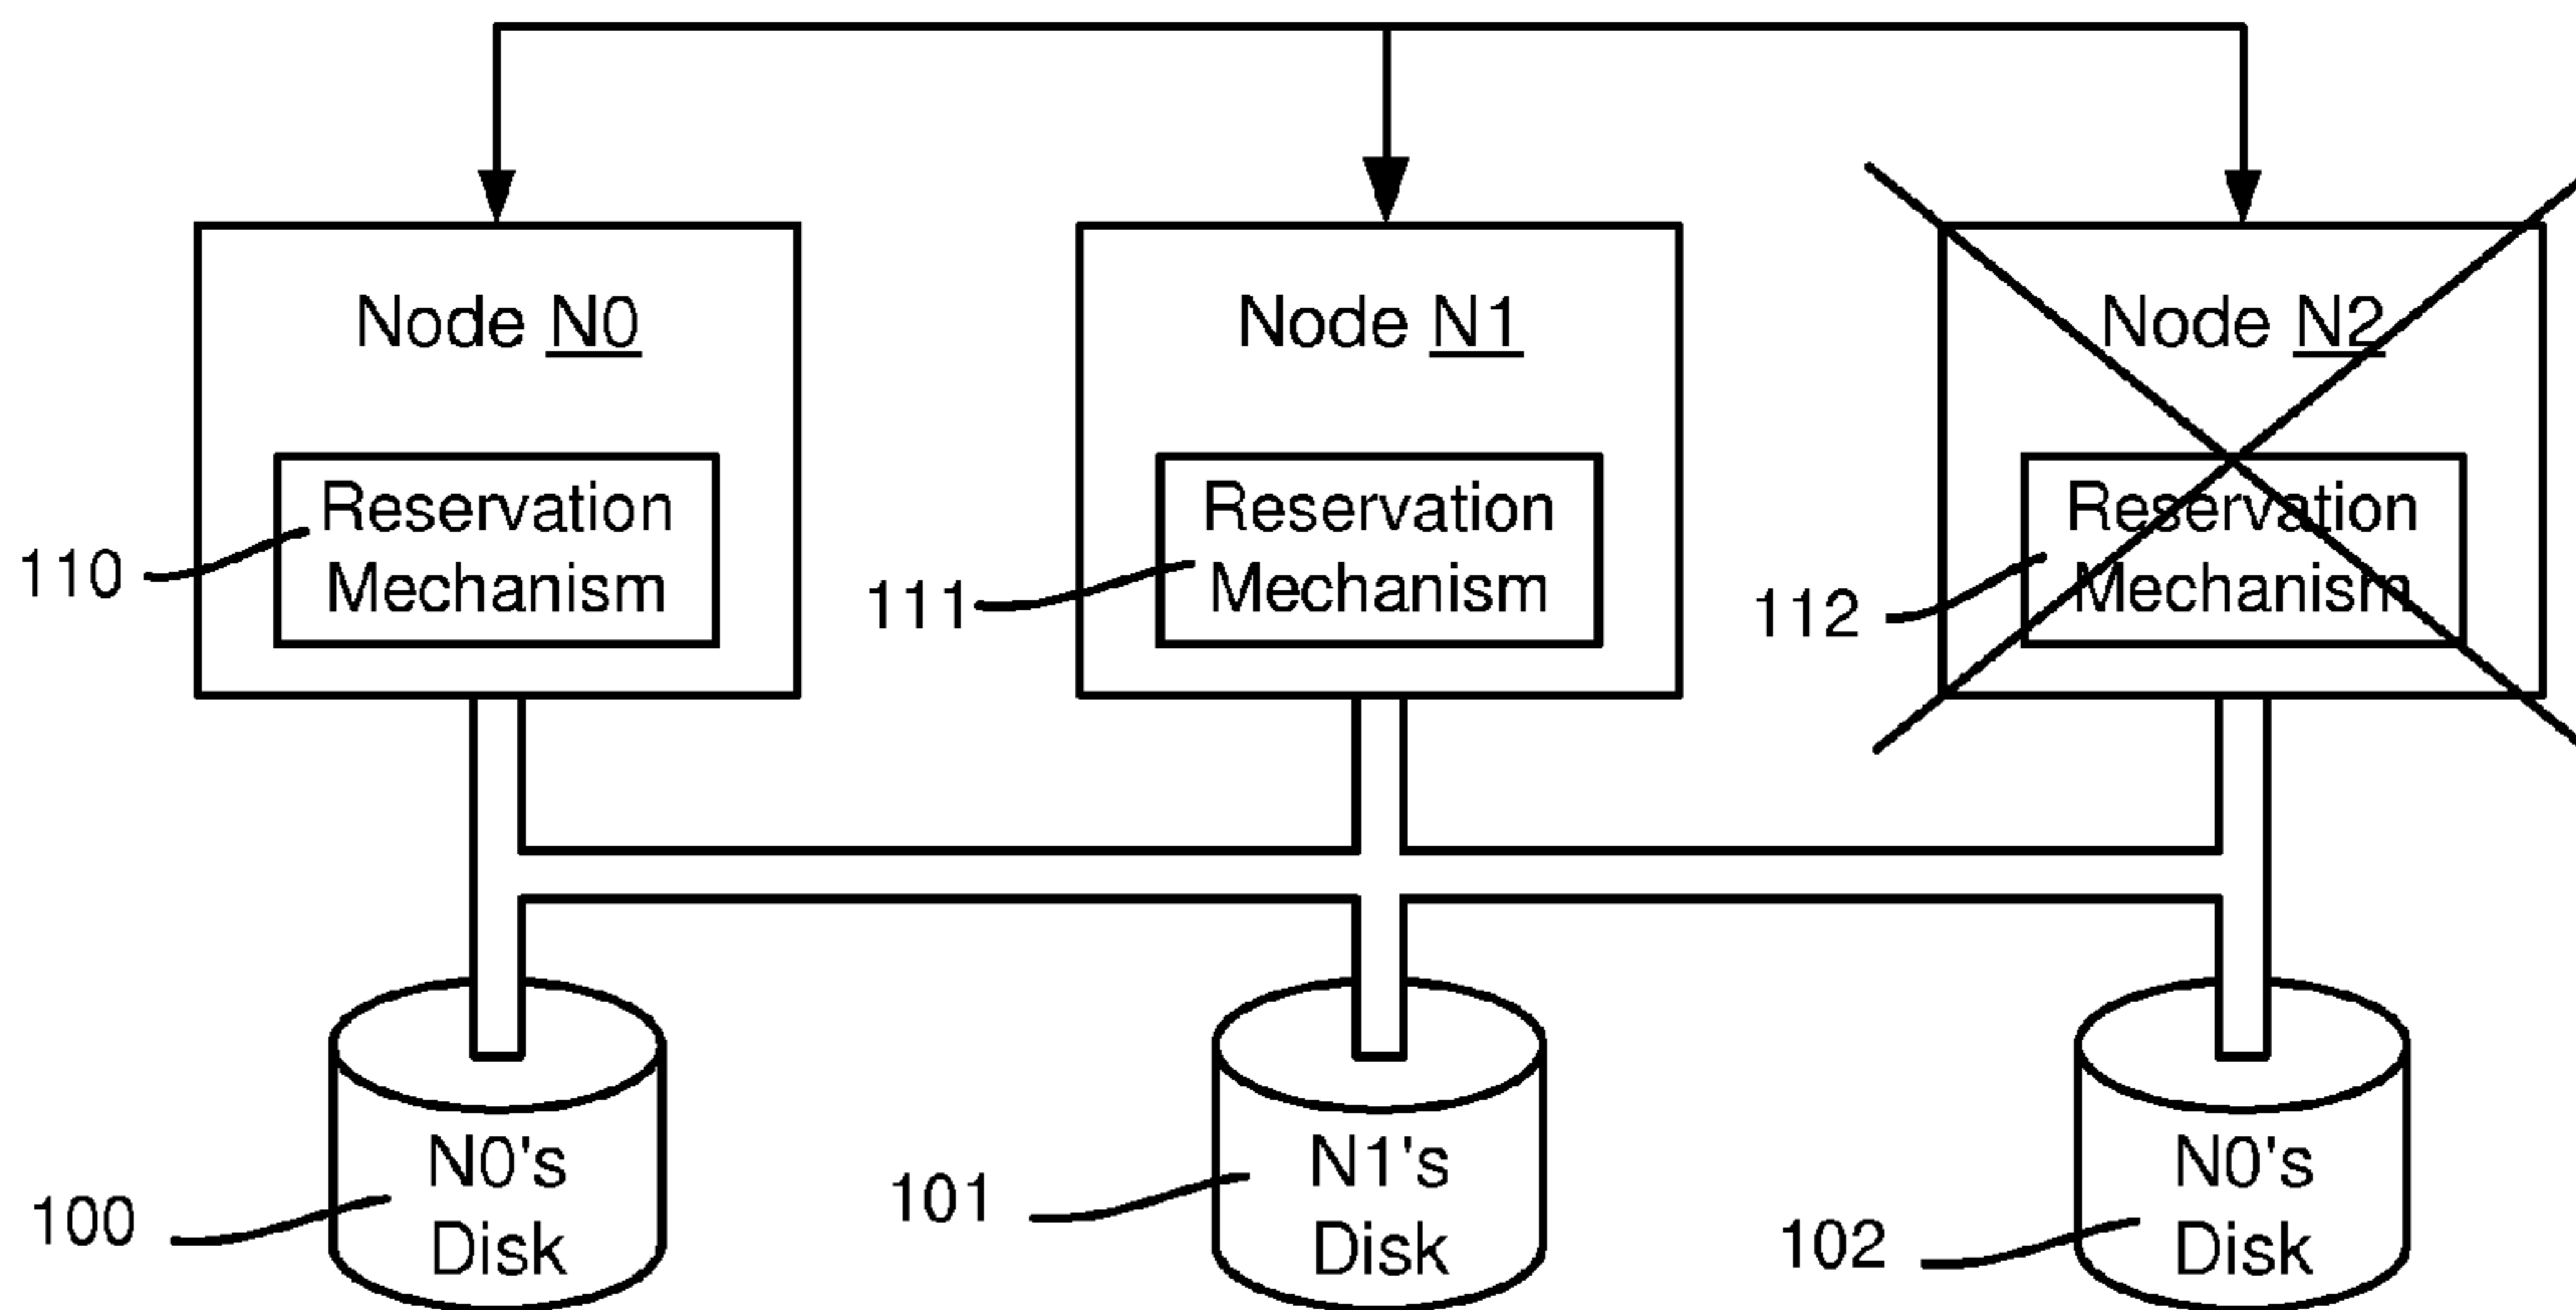 Node N0
Node N1
Node N2
Reservation
Mechanism
Reservation
Mechanism
Reservation
Mechanism
110
111
112
N0's
Disk
N1's
Disk
N0's
Disk
100
101
102